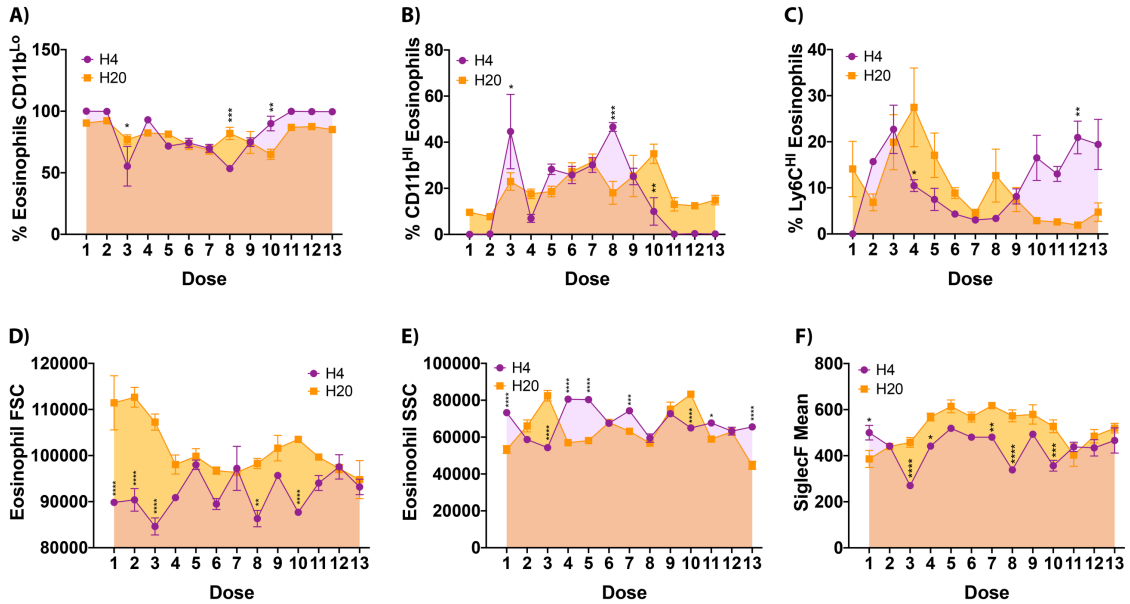 A)
% Eosinophils CD11bLo
150
100
50
0
H4
H20
*
***
**
1 2 3 4 5 6 7 8 9 10 11 12 13
Dose
B)
% CD11bHI Eosinophils
80
60
40
20
0
H4
H20
*
***
**
1 2 3 4 5 6 7 8 9 10 11 12 13
Dose
C)
% Ly6CHI Eosinophils
40
30
20
10
0
H4
H20
*
**
1 2 3 4 5 6 7 8 9 10 11 12 13
Dose
D)
Eosinophil FSC
120000
110000
100000
90000
80000
H4
H20
****
****
****
**
****
1 2 3 4 5 6 7 8 9 10 11 12 13
Dose
E)
Eosinophil SSC
100000
80000
60000
40000
20000
0
H4
H20
****
****
****
****
****
*
****
1 2 3 4 5 6 7 8 9 10 11 12 13
Dose
F)
SiglecF Mean
800
600
400
200
0
H4
H20
*
****
*
**
****
***
1 2 3 4 5 6 7 8 9 10 11 12 13
Dose